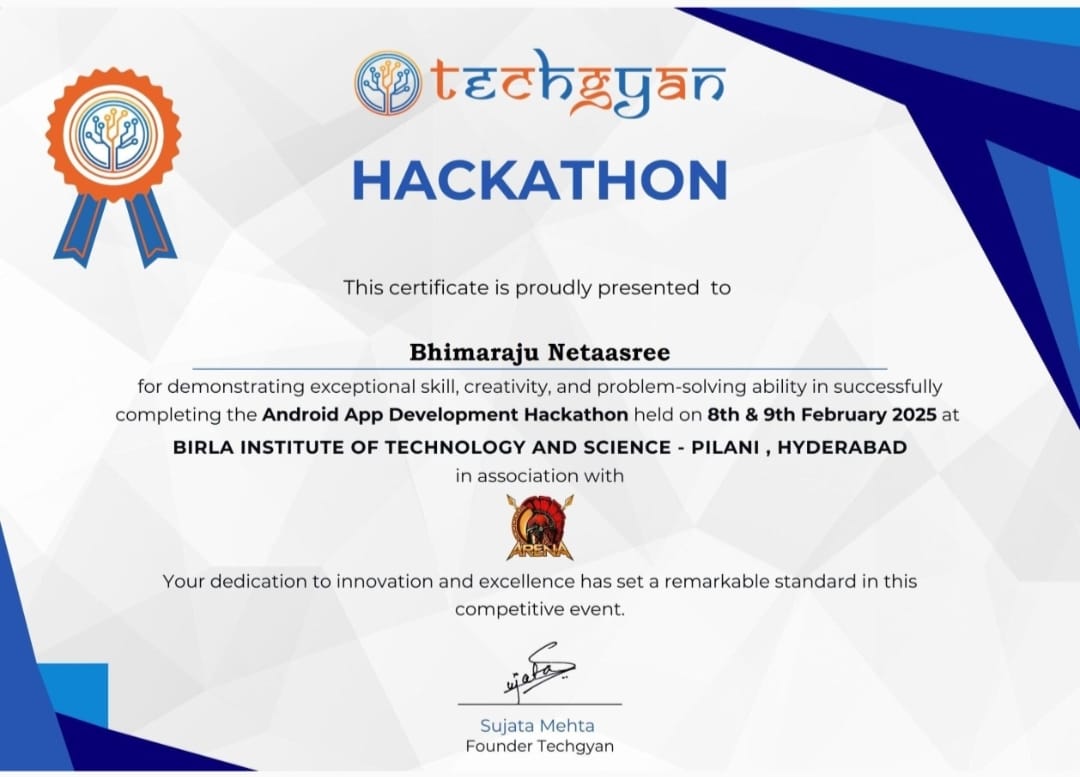 techgyan
HACKATHON
This certificate is proudly presented to
Bhimaraju Netaasree
for demonstrating exceptional skill, creativity, and problem-solving ability in successfully
completing the Android App Development Hackathon held on 8th & 9th February 2025 at
BIRLA INSTITUTE OF TECHNOLOGY AND SCIENCE - PILANI , HYDERABAD
in association with
ARENA
Your dedication to innovation and excellence has set a remarkable standard in this
competitive event.
Sujata Mehta
Founder Techgyan